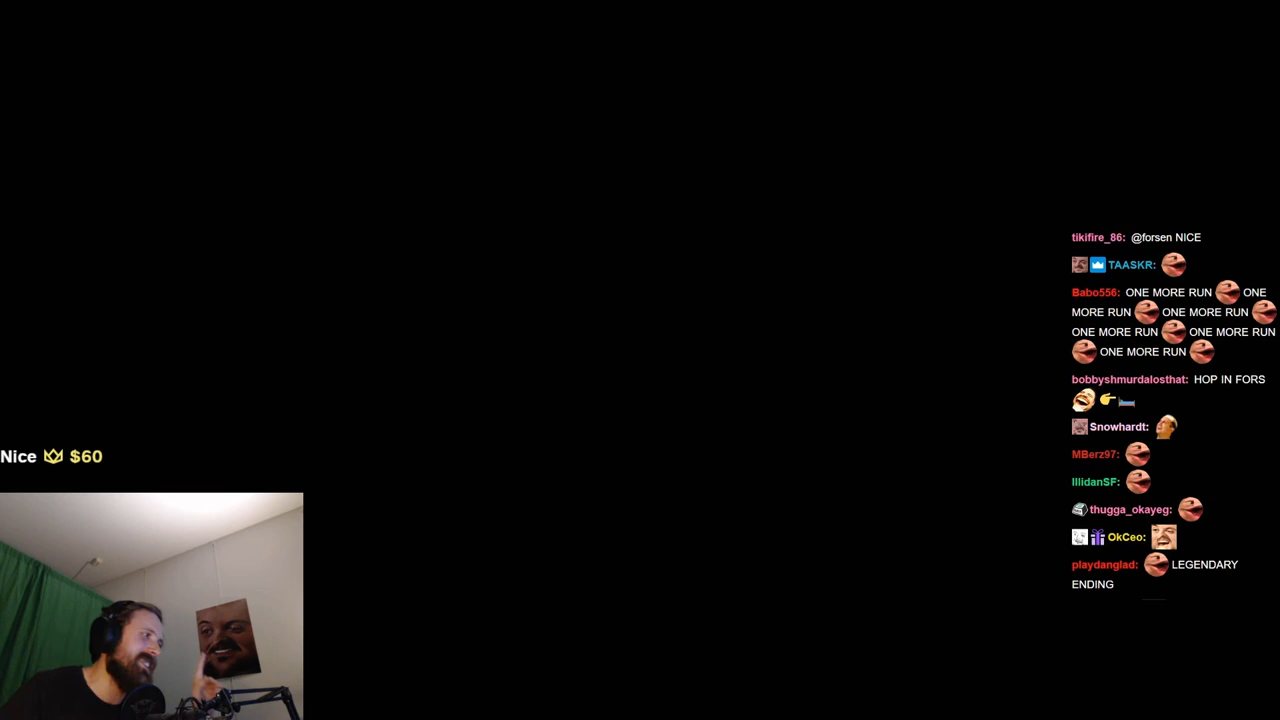 tikifire_86: @forsen NICE
TAASKR:
Babo556: ONE MORE RUN ONE
MORE RUN ONE MORE RUN
ONE MORE RUN ONE MORE RUN
ONE MORE RUN
bobbyshmurdalosthat: HOP IN FORS
Snowhardt:
Nice $60
MBerz97:
IllidanSF:
thugga_okayeg:
OkCeo:
playdanglad: LEGENDARY
ENDING